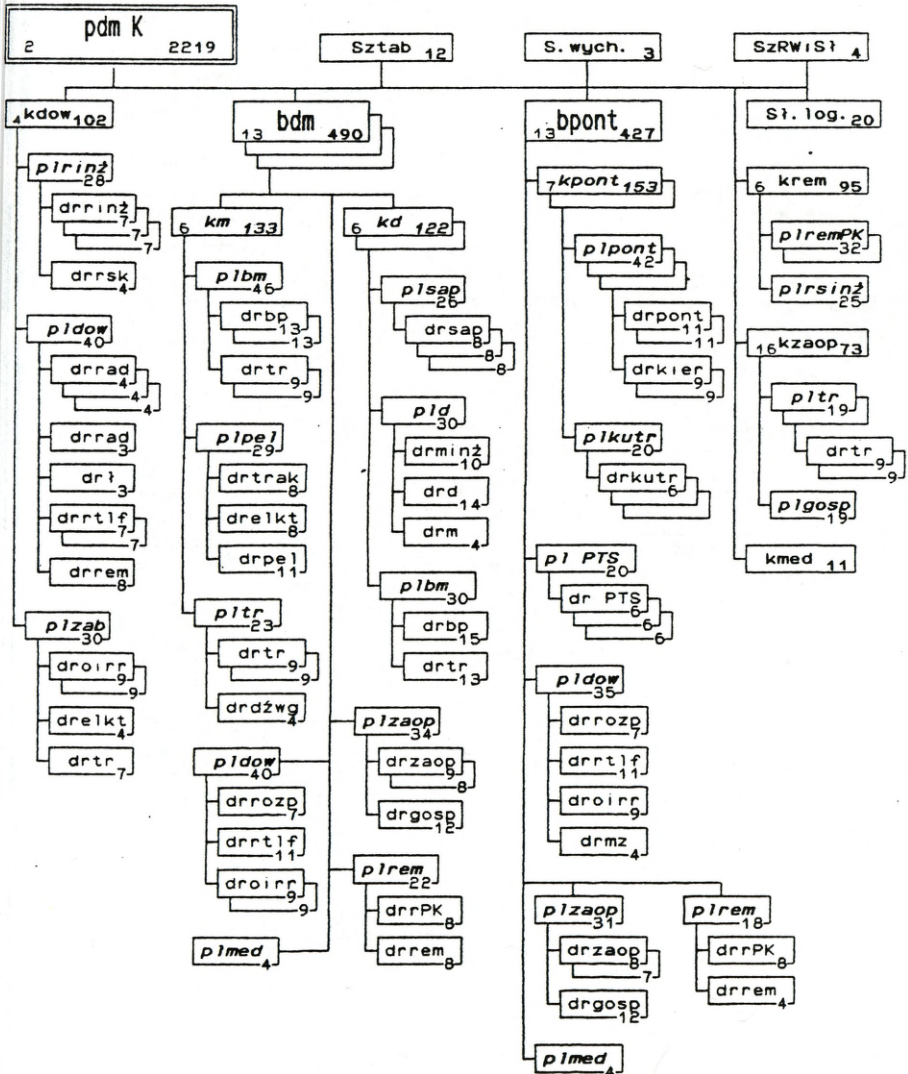 pdm K
2 2219
Sztab 12
S. wych. 3
SzRWiSł 4
4 kdow 102
plrinż 28
drrinż 7
7
7
drrsk 4
pldow 40
drrad 4
4
4
drrad 3
drł 3
drrtlf 7
7
drrem 8
plzab 30
droirr 9
9
drelkt 4
drtr 7
bdm
13 490
6 km 133
plbm 46
drbp 13
13
drtr 9
9
plpel 29
drtrak 8
drelkt 8
drpel 11
pltr 23
drtr 9
9
drdźwg 4
pldow 40
drrozp 7
drrtlf 11
droirr 9
9
plmed 4
6 kd 122
plsap 26
drsap 8
8
8
pld 30
drminż 10
drd 14
drm 4
plbm 30
drbp 15
drtr 13
plzaop 34
drzaop 9
8
drgosp 12
plrem 22
drrPK 8
drrem 8
bpont
13 427
7 kpont 153
plpont 42
drpont 11
11
drkier 9
9
plkutr 20
drkutr 6
pl PTS 20
dr PTS 6
6
6
pldow 35
drrozp 7
drrtlf 11
droirr 9
drmz 4
plzaop 31
drzaop 8
7
drgosp 12
plrem 18
drrPK 8
drrem 4
plmed 4
Sł. log. 20
6 krem 95
plremPK 32
plrsinż 25
16 kzaop 73
pltr 19
drtr 9
9
plgosp 19
kmed 11